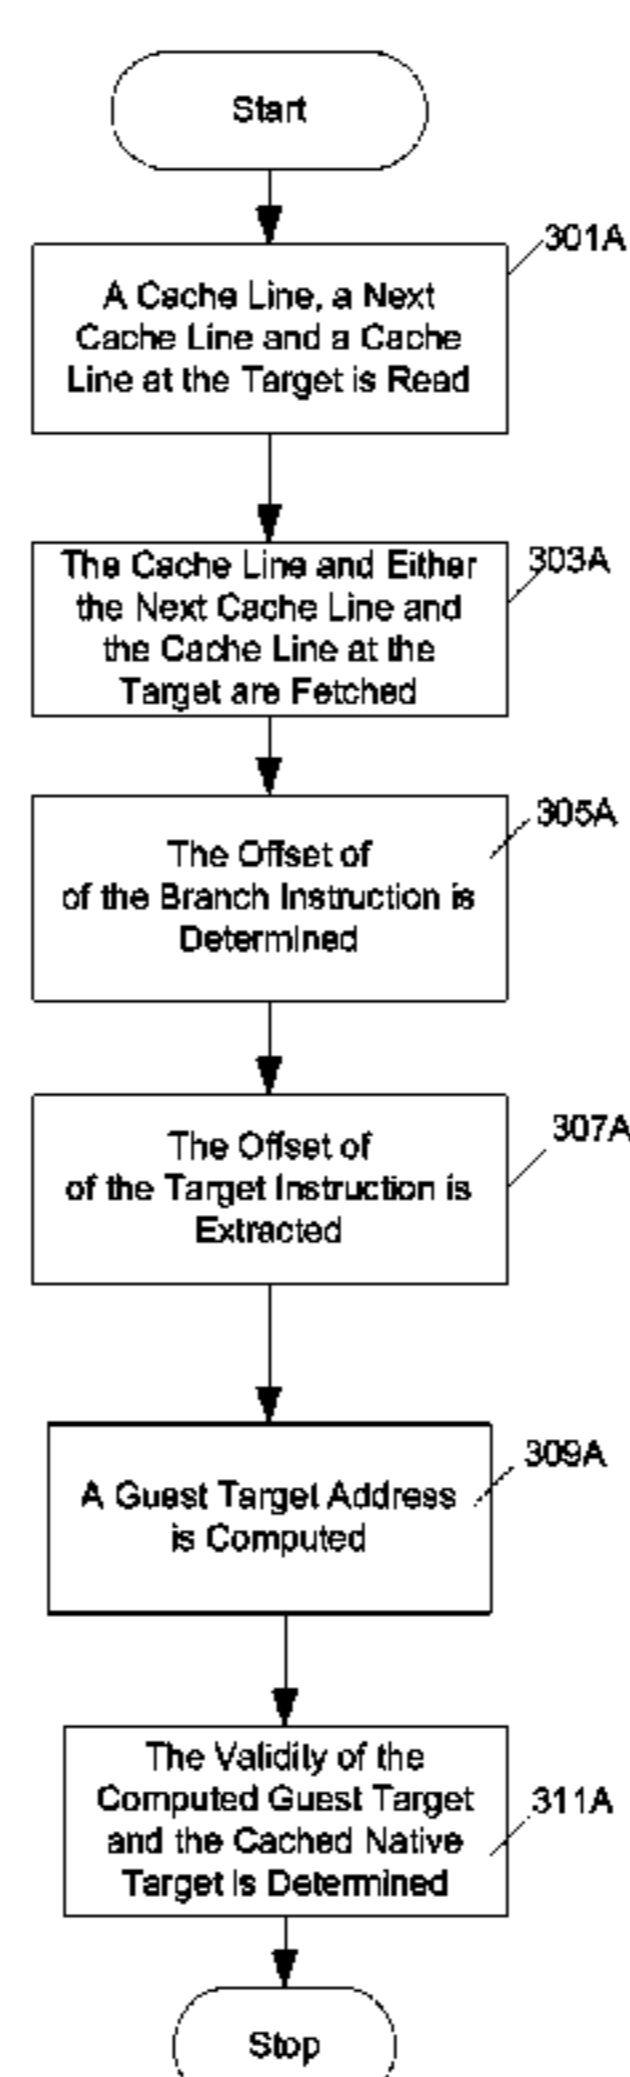 Start
301A
A Cache Line, a Next
Cache Line and a Cache
Line at the Target is Read
303A
The Cache Line and Either
the Next Cache Line and
the Cache Line at the
Target are Fetched
305A
The Offset of
of the Branch Instruction is
Determined
307A
The Offset of
of the Target Instruction is
Extracted
309A
A Guest Target Address
is Computed
The Validity of the
Computed Guest Target
311A
and the Cached Native
Target is Determined
Stop